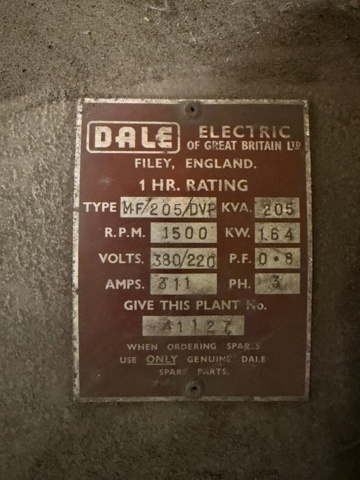 DALE ELECTRIC
OF GREAT BRITAIN LTD
FILEY, ENGLAND.
1 HR. RATING
TYPE MF/205/DVP KVA. 205
R.P.M. 1500 KW. 164
VOLTS. 380/220 P.F. 0.8
AMPS. 311 PH. 3
GIVE THIS PLANT No.
41127
WHEN ORDERING SPARES
USE ONLY GENUINE DALE
SPARE PARTS.